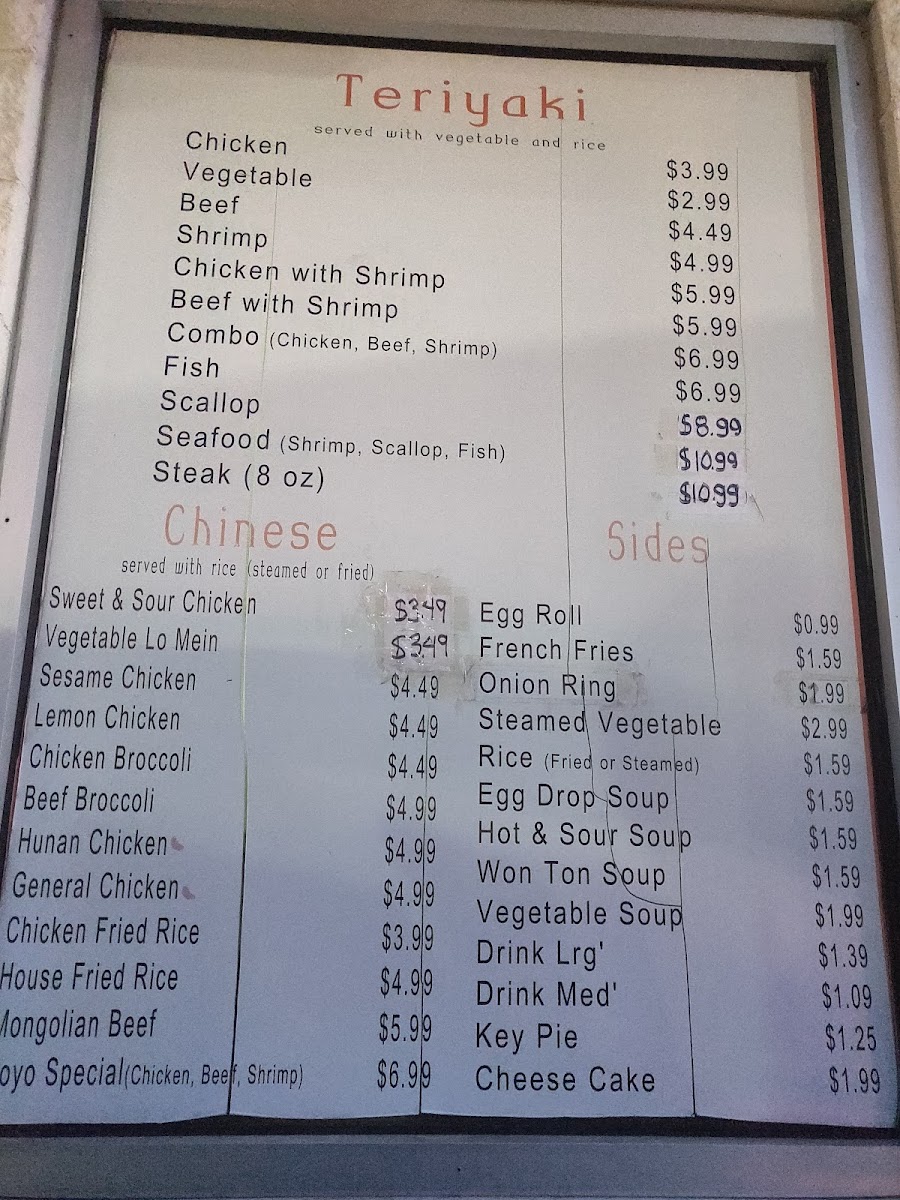 Teriyaki
served with vegetable and rice
Chicken $3.99
Vegetable $2.99
Beef $4.49
Shrimp $4.99
Chicken with Shrimp $5.99
Beef with Shrimp $5.99
Combo (Chicken, Beef, Shrimp) $6.99
Fish $6.99
Scallop $8.99
Seafood (Shrimp, Scallop, Fish) $10.99
Steak (8 oz) $10.99
Chinese
served with rice (steamed or fried)
Sweet & Sour Chicken $3.49
Vegetable Lo Mein $3.49
Sesame Chicken $4.49
Lemon Chicken $4.49
Chicken Broccoli $4.49
Beef Broccoli $4.99
Hunan Chicken $4.99
General Chicken $4.99
Chicken Fried Rice $3.99
House Fried Rice $4.99
Mongolian Beef $5.99
oyo Special (Chicken, Beef, Shrimp) $6.99
Sides
Egg Roll $0.99
French Fries $1.59
Onion Ring $1.99
Steamed Vegetable $2.99
Rice (Fried or Steamed) $1.59
Egg Drop Soup $1.59
Hot & Sour Soup $1.59
Won Ton Soup $1.59
Vegetable Soup $1.99
Drink Lrg' $1.39
Drink Med' $1.09
Key Pie $1.25
Cheese Cake $1.99